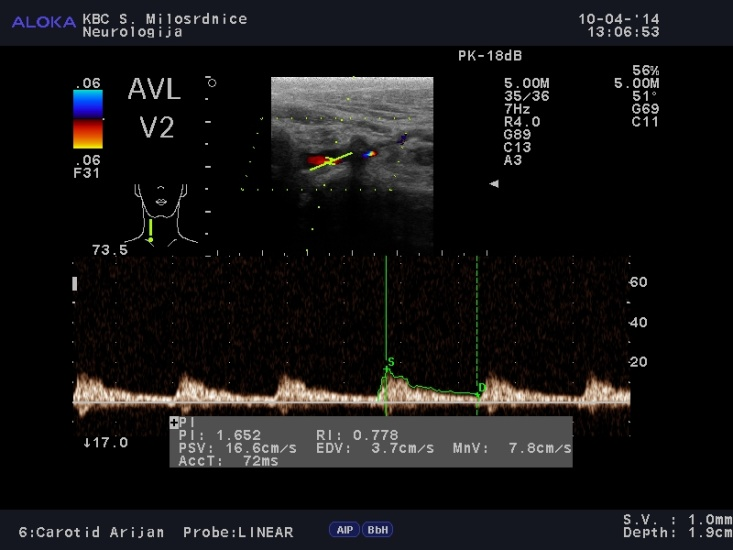 ALOKA KBC S. Milosrdnice 10-04-'14
Neurologija 13:06:53
PK-18dB
56%
5.00M 5.00M
35/36 51°
7Hz G69
R4.0 C11
G89
C13
A3
.06
AVL
V2
.06
F31
73.5
60
40
20
S
D
PI
PI: 1.652 RI: 0.778
PSV: 16.6cm/s EDV: 3.7cm/s MnV: 7.8cm/s
AccT: 72ms
↓17.0
6:Carotid Arijan Probe:LINEAR AIP BbH
S.V. : 1.0mm
Depth: 1.9cm